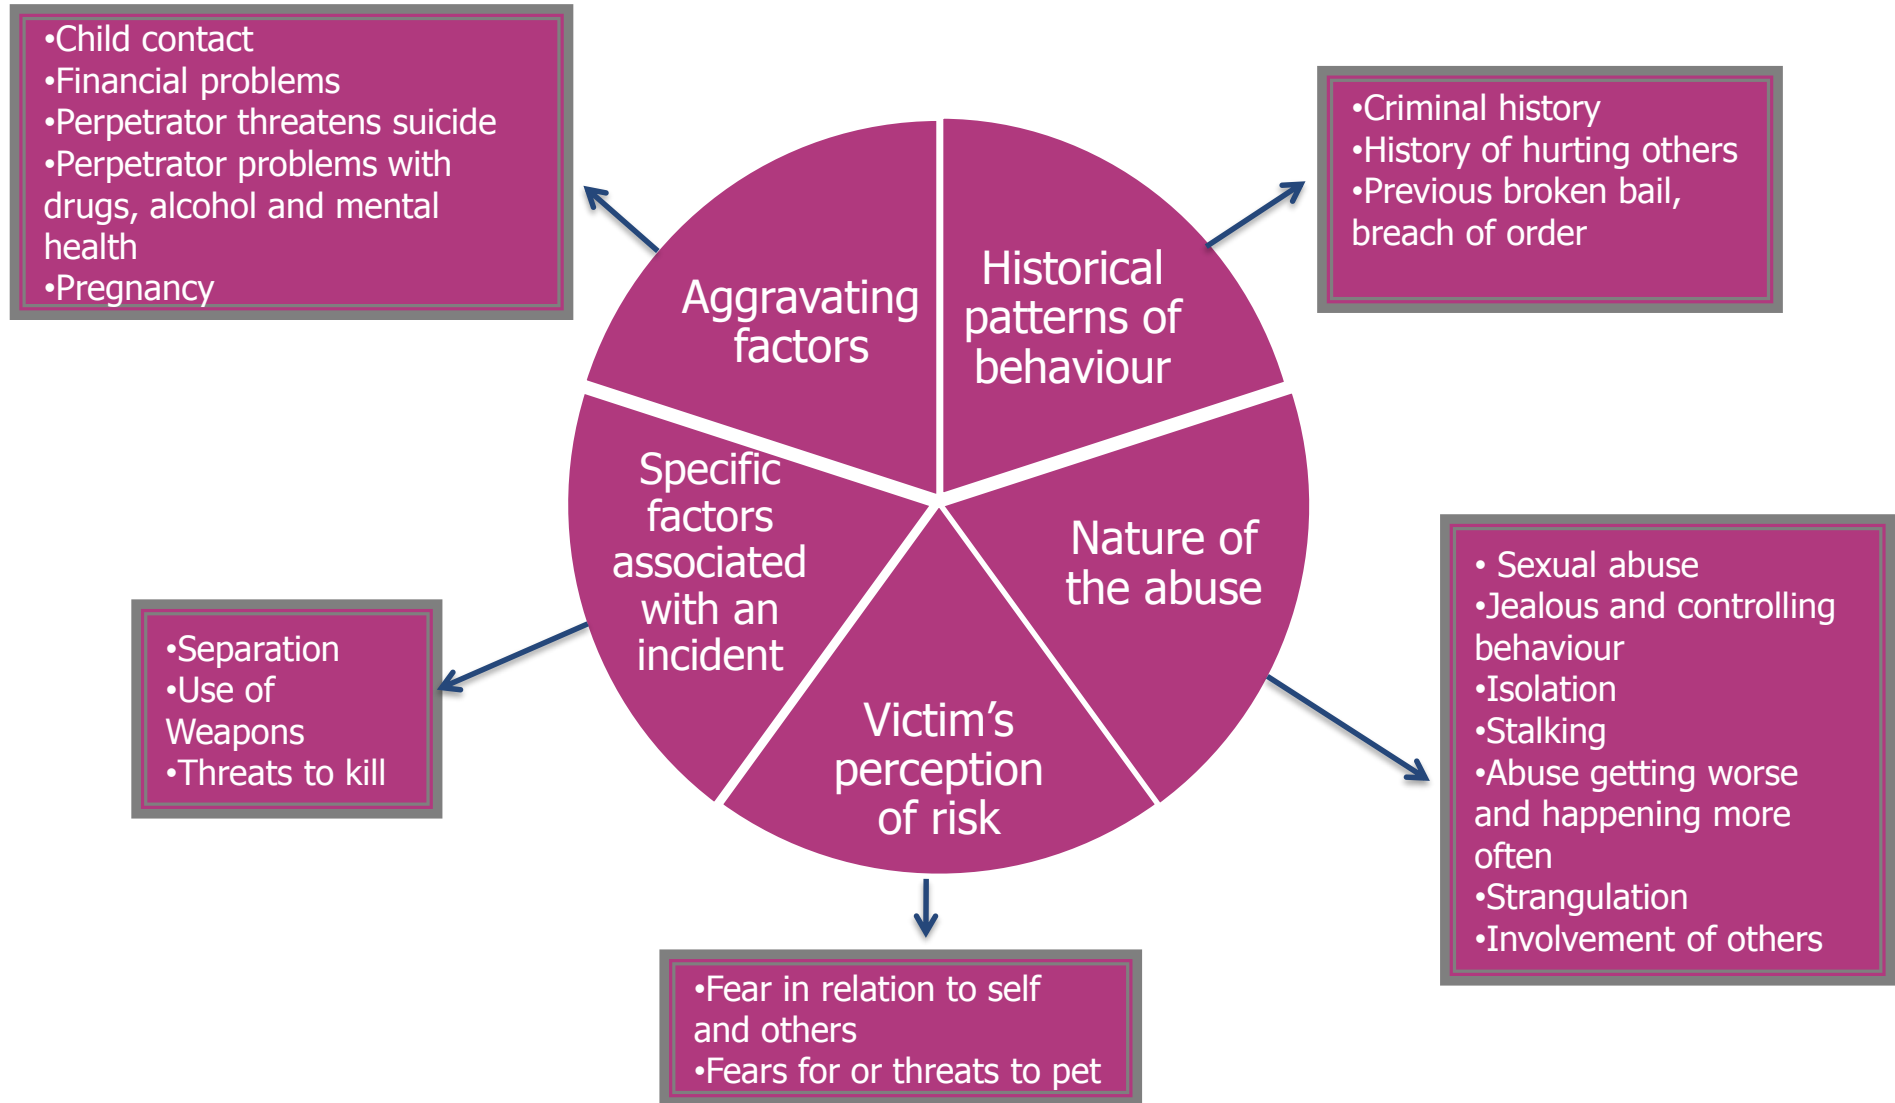 •Child contact
•Financial problems
•Perpetrator threatens suicide
•Perpetrator problems with
drugs, alcohol and mental
health
•Pregnancy
•Criminal history
•History of hurting others
•Previous broken bail,
breach of order
Aggravating
factors
Historical
patterns of
behaviour
Specific
factors
associated
with an
incident
Nature of
the abuse
Victim’s
perception
of risk
•Separation
•Use of
Weapons
•Threats to kill
• Sexual abuse
•Jealous and controlling
behaviour
•Isolation
•Stalking
•Abuse getting worse
and happening more
often
•Strangulation
•Involvement of others
•Fear in relation to self
and others
•Fears for or threats to pet